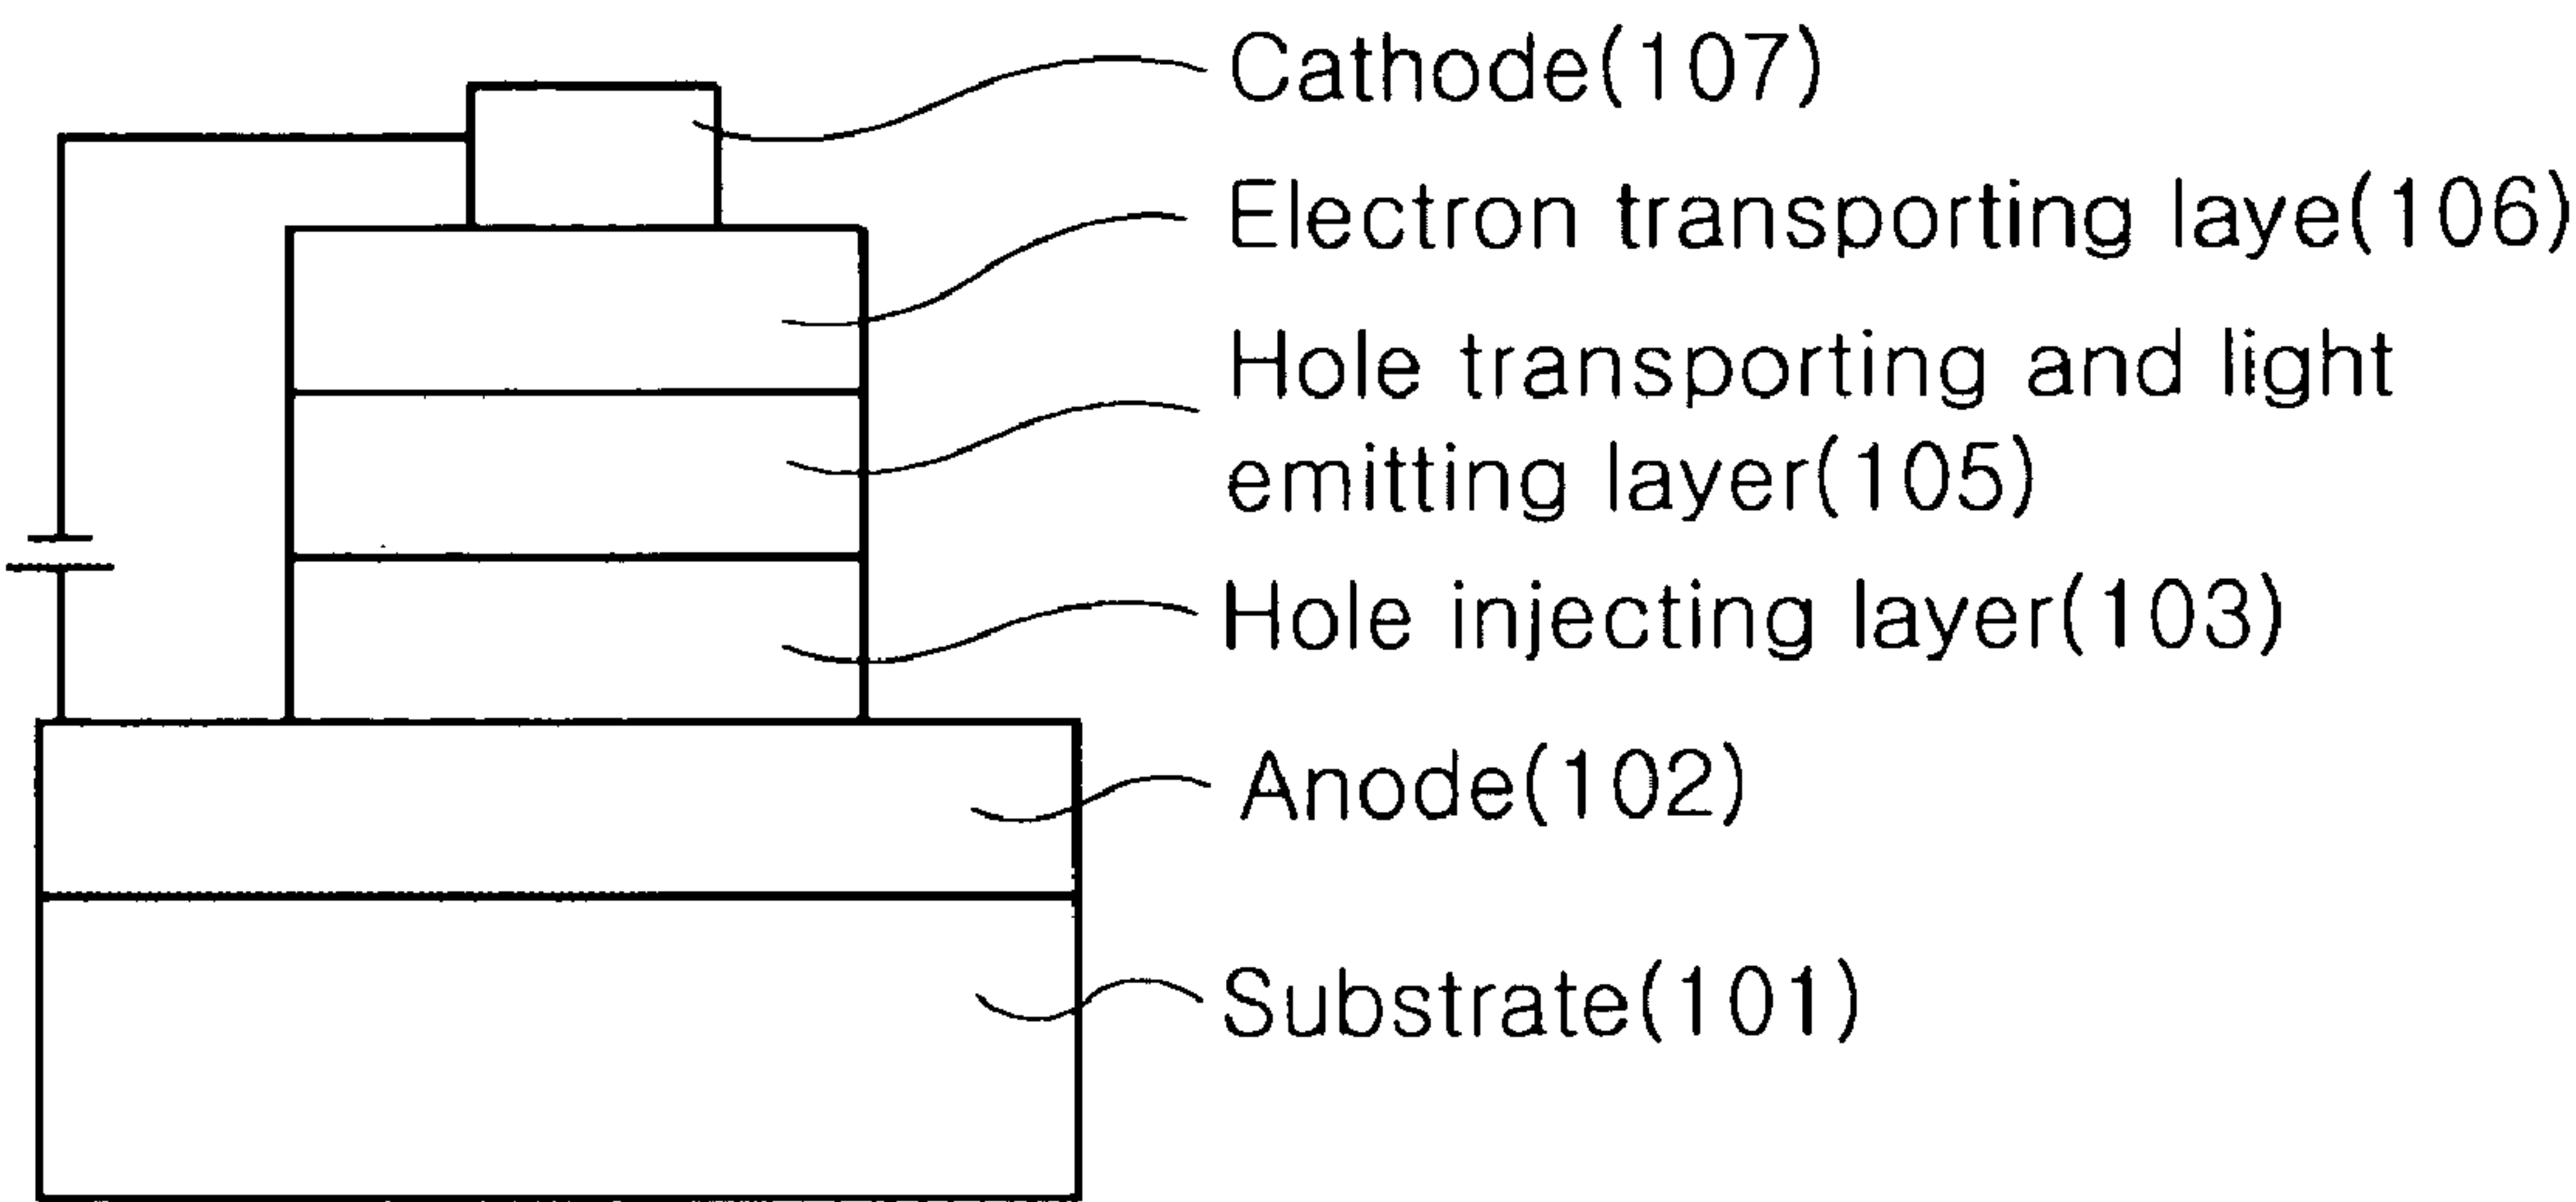 Cathode(107)
Electron transporting laye(106)
Hole transporting and light
emitting layer(105)
Hole injecting layer(103)
Anode(102)
Substrate(101)